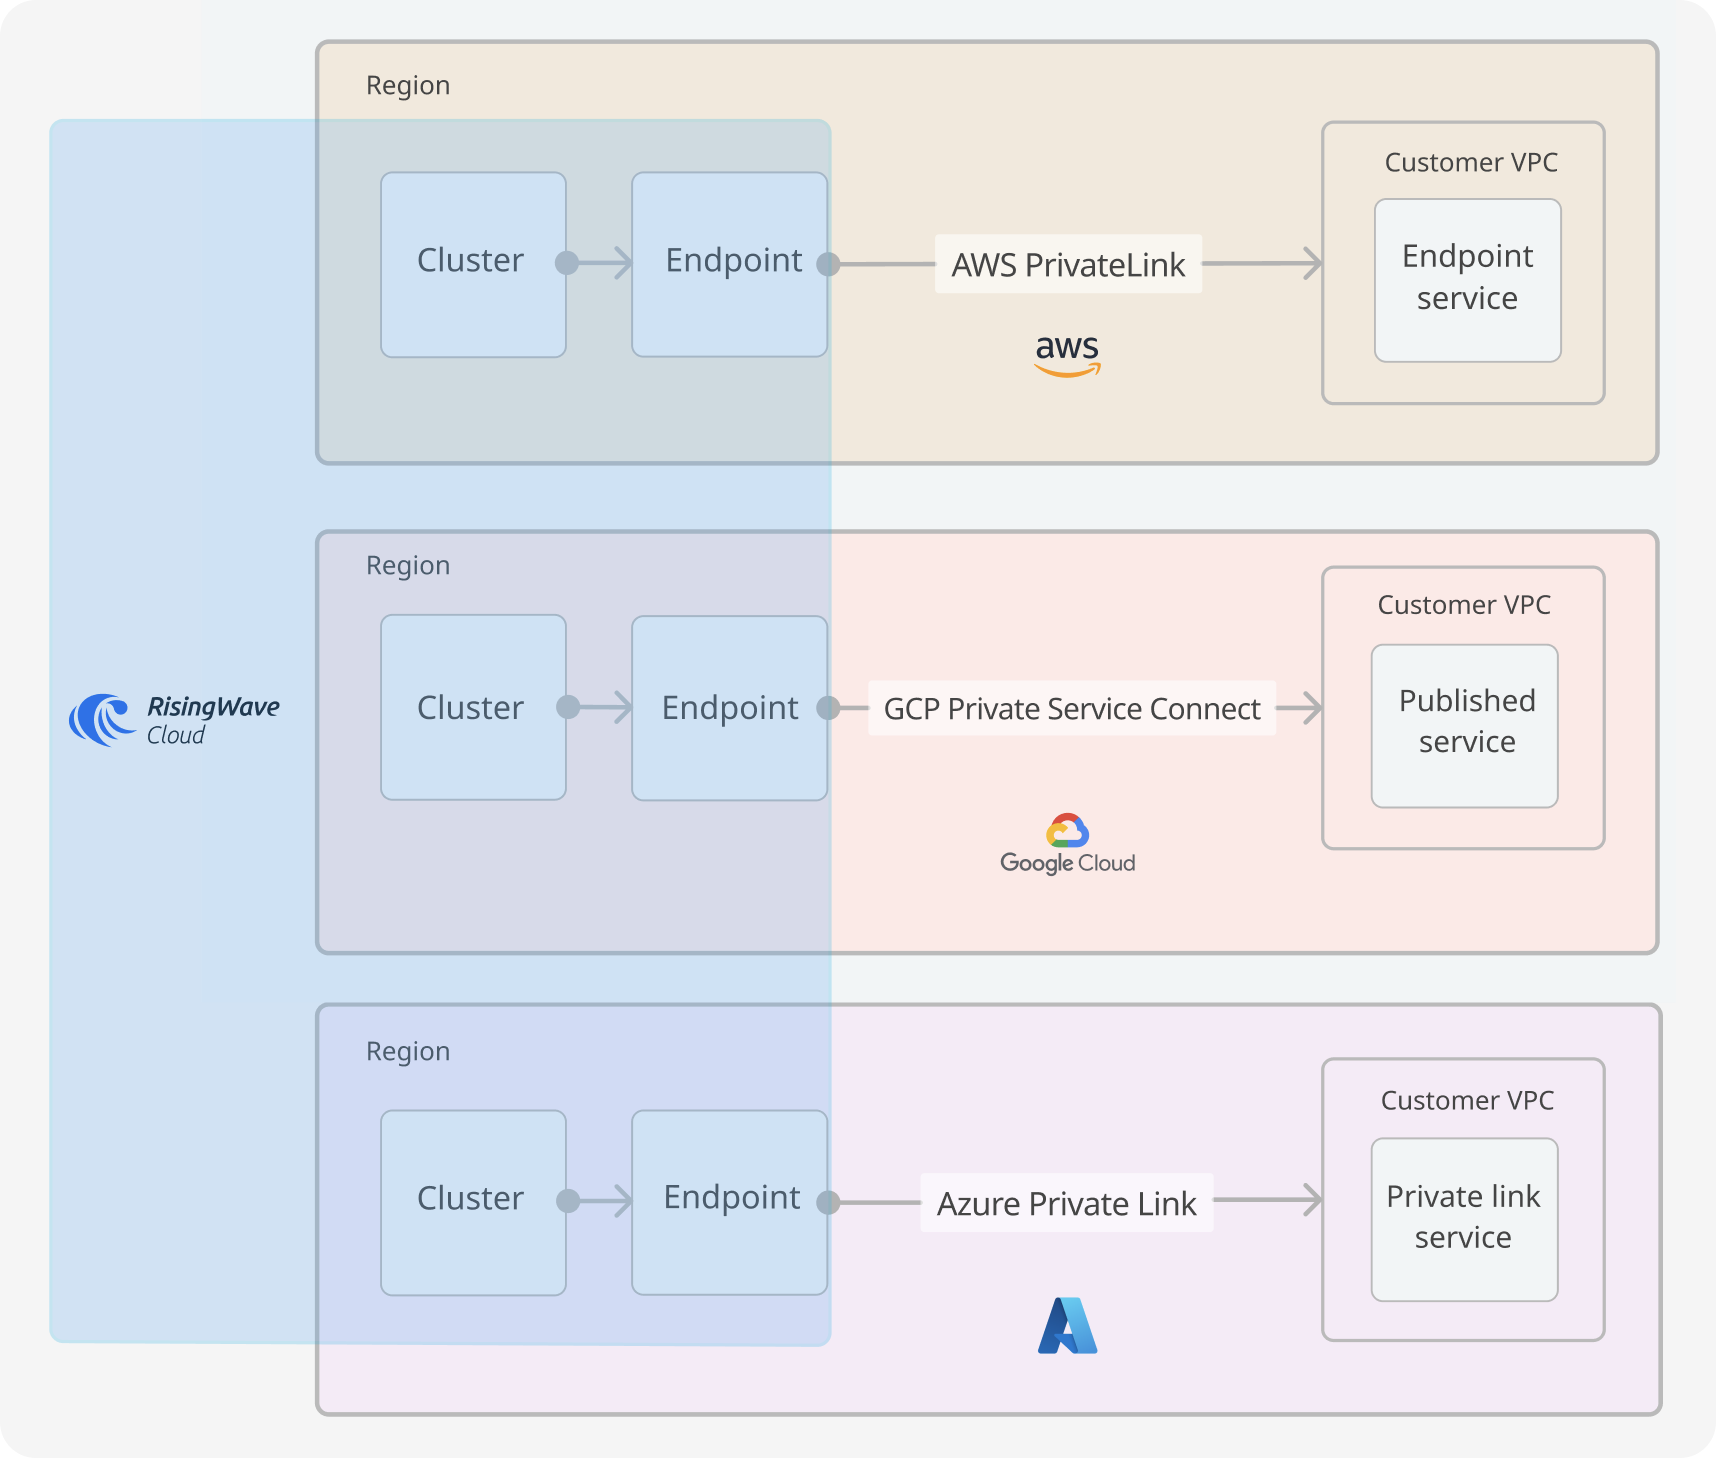 Region
Customer VPC
Cluster
Endpoint
AWS PrivateLink
Endpoint
service
aws
Region
Customer VPC
Cluster
Endpoint
GCP Private Service Connect
Published
service
RisingWave
Cloud
Google Cloud
Region
Customer VPC
Cluster
Endpoint
Azure Private Link
Private link
service